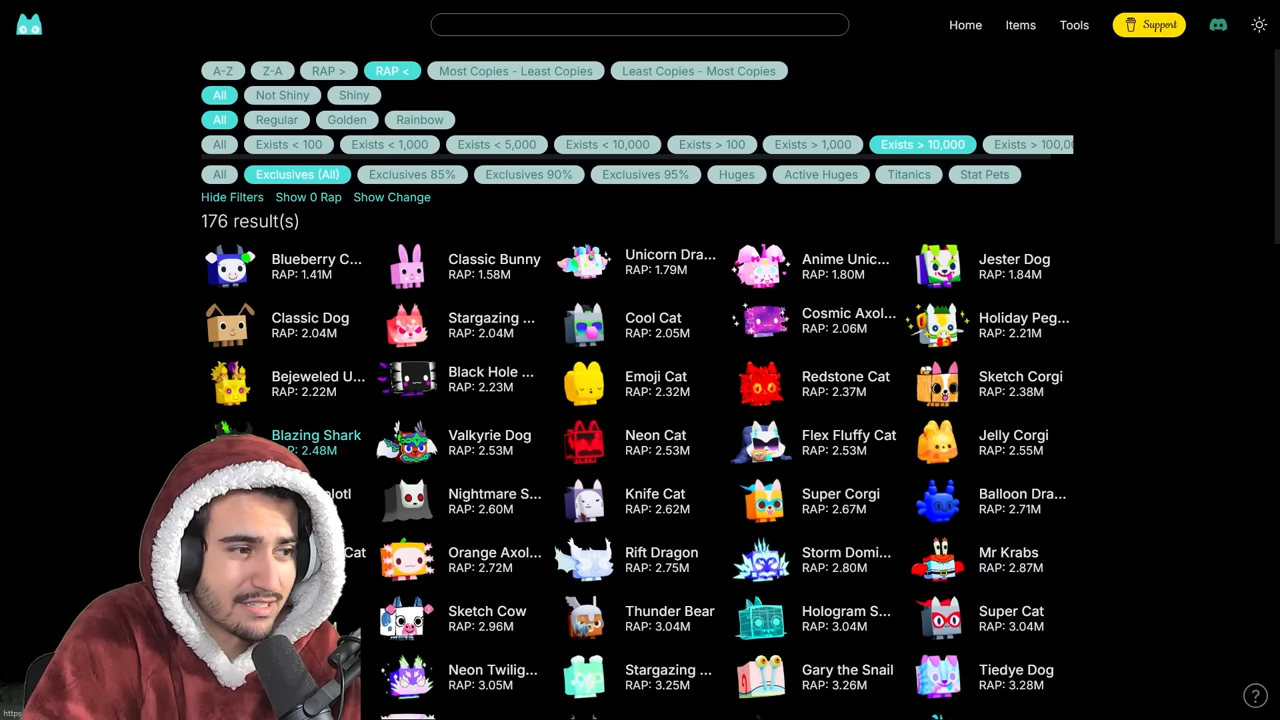 Home Items Tools Support
A-Z Z-A RAP > RAP < Most Copies - Least Copies Least Copies - Most Copies
All Not Shiny Shiny
All Regular Golden Rainbow
All Exists < 100 Exists < 1,000 Exists < 5,000 Exists < 10,000 Exists > 100 Exists > 1,000 Exists > 10,000 Exists > 100,0
All Exclusives (All) Exclusives 85% Exclusives 90% Exclusives 95% Huges Active Huges Titanics Stat Pets
Hide Filters Show 0 Rap Show Change
176 result(s)
Blueberry C... Classic Bunny Unicorn Dra... Anime Unic... Jester Dog
RAP: 1.41M RAP: 1.58M RAP: 1.79M RAP: 1.80M RAP: 1.84M
Classic Dog Stargazing ... Cool Cat Cosmic Axol... Holiday Peg...
RAP: 2.04M RAP: 2.04M RAP: 2.05M RAP: 2.06M RAP: 2.21M
Bejeweled U... Black Hole ... Emoji Cat Redstone Cat Sketch Corgi
RAP: 2.22M RAP: 2.23M RAP: 2.32M RAP: 2.37M RAP: 2.38M
Blazing Shark Valkyrie Dog Neon Cat Flex Fluffy Cat Jelly Corgi
RAP: 2.48M RAP: 2.53M RAP: 2.53M RAP: 2.53M RAP: 2.55M
olotl Nightmare S... Knife Cat Super Corgi Balloon Dra...
RAP: 2.60M RAP: 2.62M RAP: 2.67M RAP: 2.71M
Cat Orange Axol... Rift Dragon Storm Domi... Mr Krabs
RAP: 2.72M RAP: 2.75M RAP: 2.80M RAP: 2.87M
Sketch Cow Thunder Bear Hologram S... Super Cat
RAP: 2.96M RAP: 3.04M RAP: 3.04M RAP: 3.04M
Neon Twilig... Stargazing ... Gary the Snail Tiedye Dog
RAP: 3.05M RAP: 3.25M RAP: 3.26M RAP: 3.28M
https
?